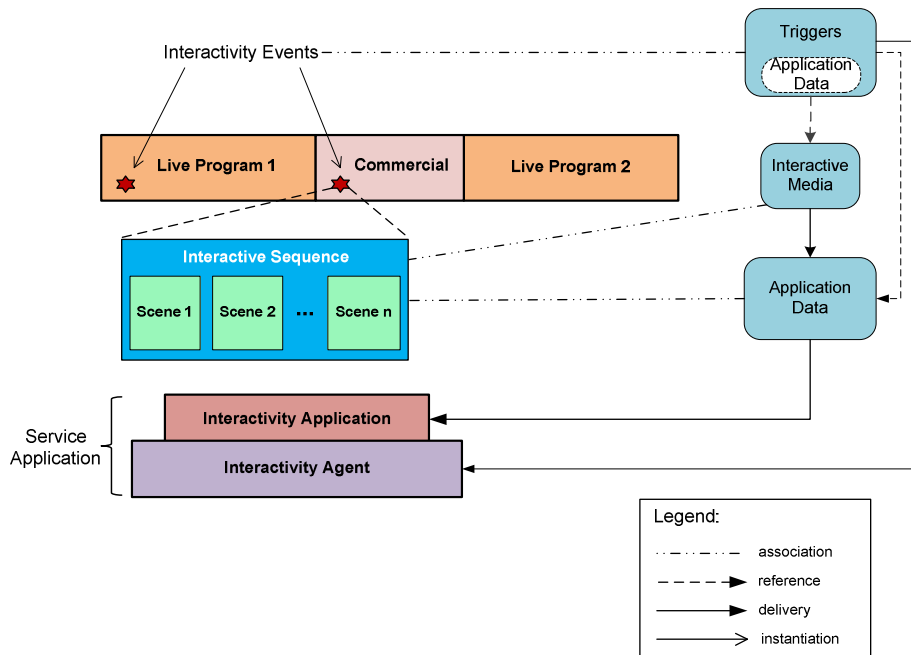 Triggers
Application
Data
Interactivity Events
Live Program 1
Commercial
Live Program 2
Interactive
Media
Interactive Sequence
Scene 1
Scene 2
...
Scene n
Application
Data
Service
Application
Interactivity Application
Interactivity Agent
Legend:
association
reference
delivery
instantiation